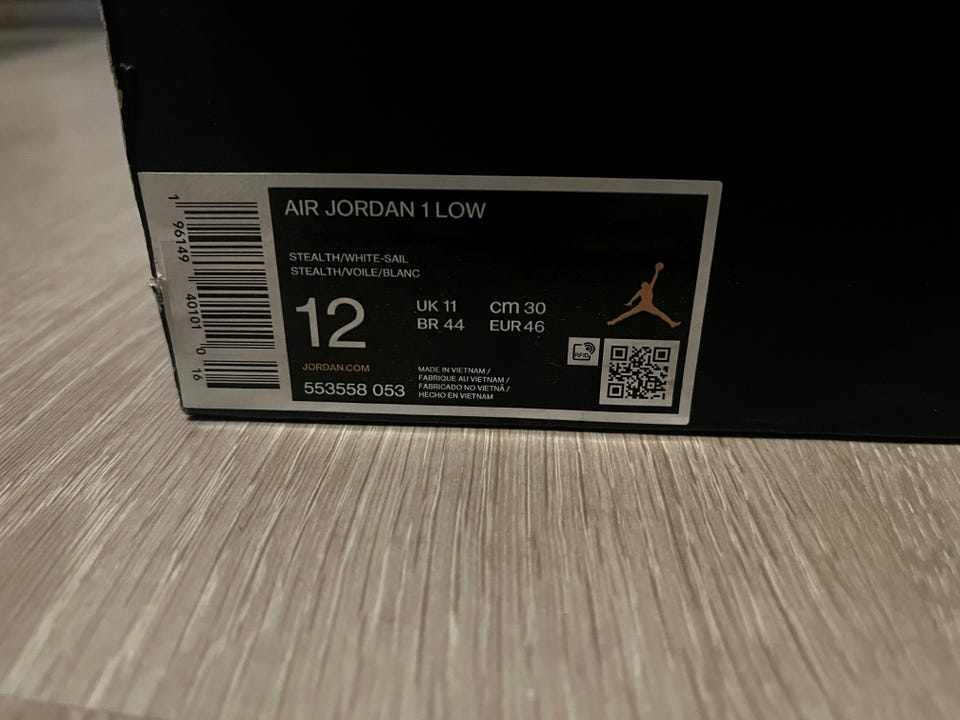 AIR JORDAN 1 LOW
STEALTH/WHITE-SAIL
STEALTH/VOILE/BLANC
12
UK 11 cm 30
BR 44 EUR 46
JORDAN.COM
553558 053
MADE IN VIETNAM /
FABRIQUE AU VIETNAM /
FABRICADO NO VIETNÃ /
HECHO EN VIETNAM
RFID
1 96149 40101 0 16